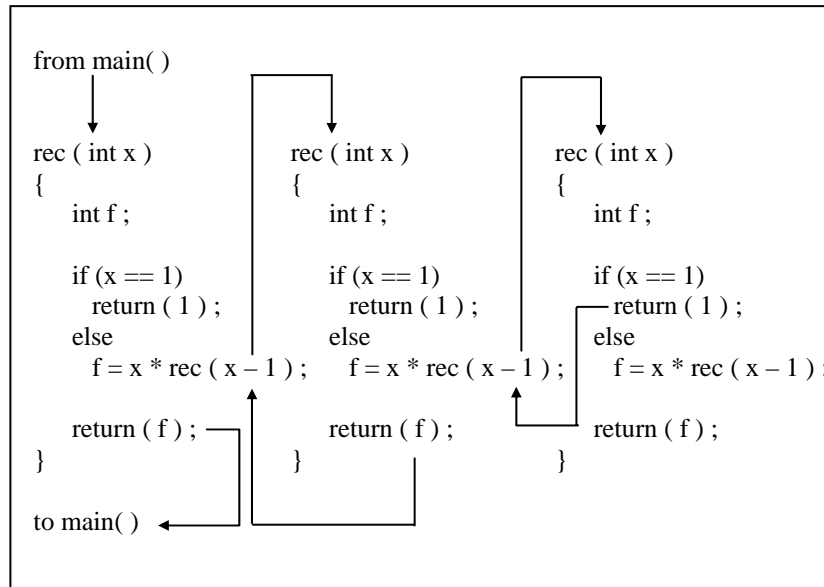 from main( )
rec ( int x )
{
int f ;
if (x == 1)
return ( 1 ) ;
else
f = x * rec ( x – 1 ) ;
return ( f ) ;
}
to main( )
rec ( int x )
{
int f ;
if (x == 1)
return ( 1 ) ;
else
f = x * rec ( x – 1 ) ;
return ( f ) ;
}
rec ( int x )
{
int f ;
if (x == 1)
return ( 1 ) ;
else
f = x * rec ( x – 1 ) ;
return ( f ) ;
}